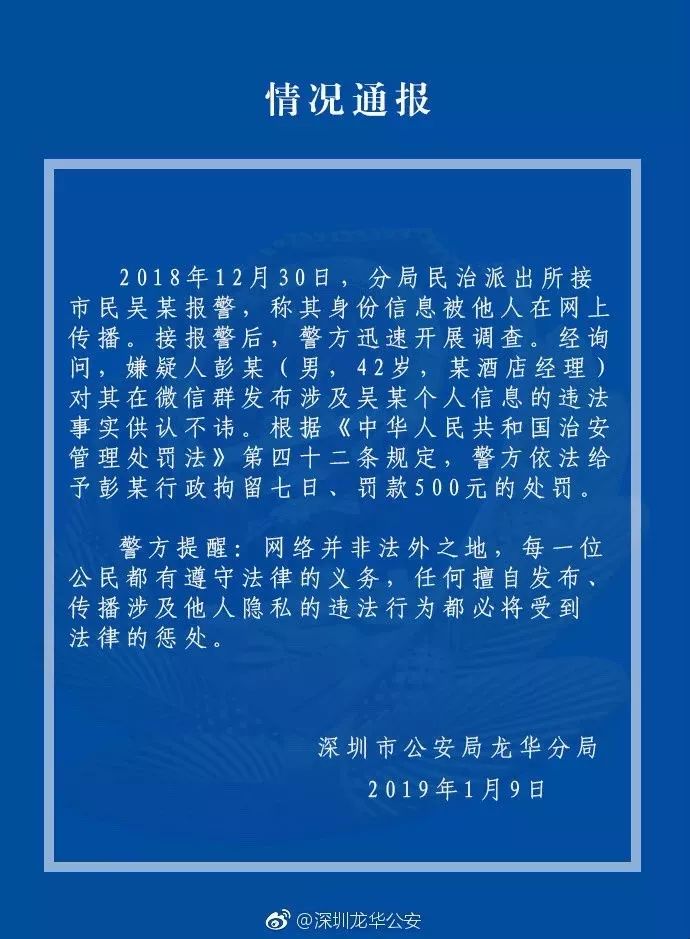 情况通报
2018年12月30日，分局民治派出所接
市民吴某报警，称其身份信息被他人在网上
传播。接报警后，警方迅速开展调查。经询
问，嫌疑人彭某（男，42岁，某酒店经理）
对其在微信群发布涉及吴某个人信息的违法
事实供认不讳。根据《中华人民共和国治安
管理处罚法》第四十二条规定，警方依法给
予彭某行政拘留七日、罚款500元的处罚。
警方提醒：网络并非法外之地，每一位
公民都有遵守法律的义务，任何擅自发布、
传播涉及他人隐私的违法行为都必将受到
法律的惩处。
深圳市公安局龙华分局
2019年1月9日
@深圳龙华公安